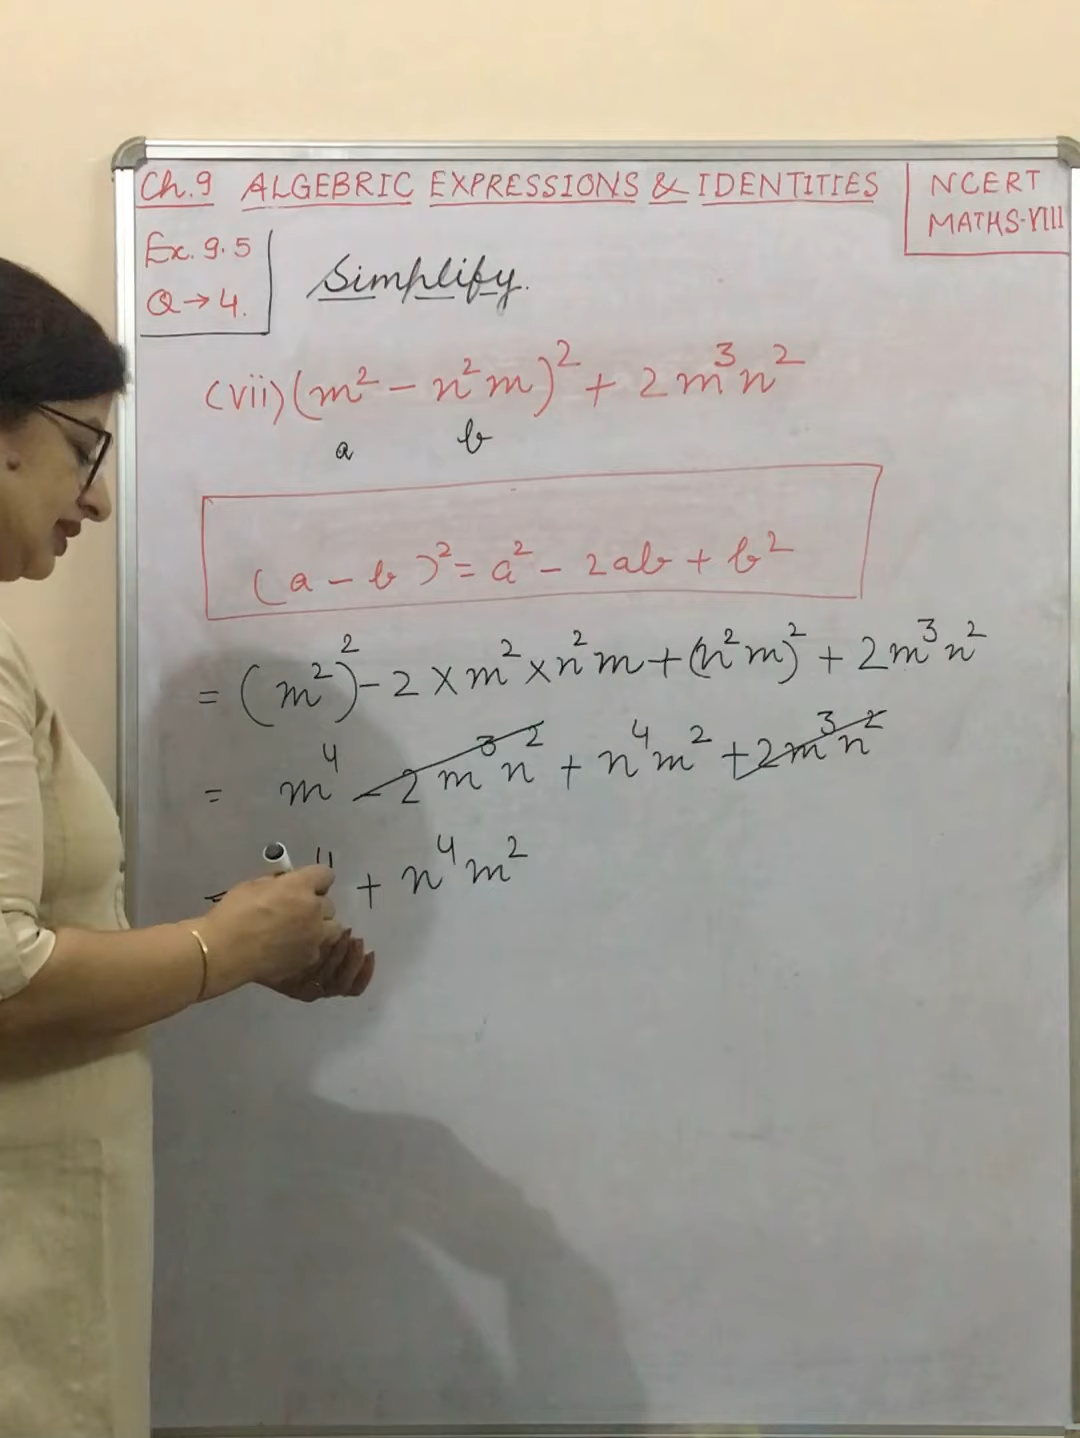 Ch.9 ALGEBRIC EXPRESSIONS & IDENTITIES
NCERT
MATHS-VIII
Ex. 9.5
Q → 4.
Simplify.
(vii) (m² - n²m)² + 2m³n²
a b
(a - b)² = a² - 2ab + b²
= (m²)² - 2 × m² × n²m + (n²m)² + 2m³n²
= m⁴ - 2m³n² + n⁴m² + 2m³n²
= ⁴ + n⁴m²